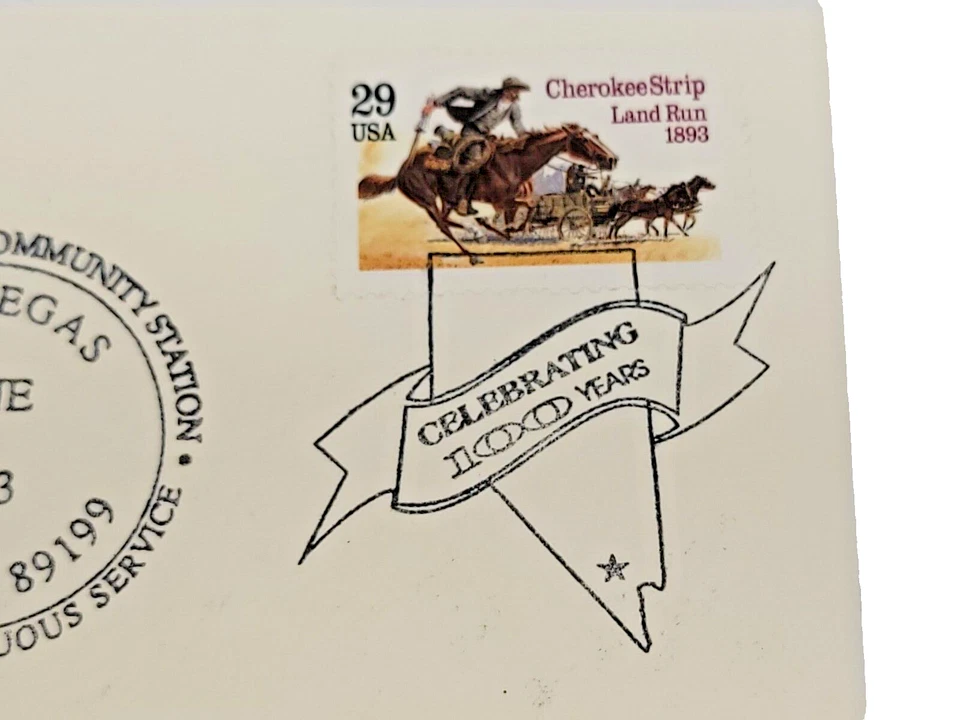 29
USA
Cherokee Strip
Land Run
1893
OMMUNITY STATION •
EGAS
3
89199
UOUS SERVICE
CELEBRATING
100 YEARS